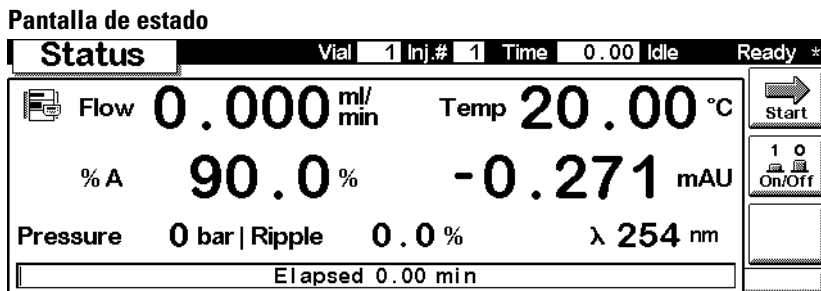 Pantalla de estado
Status Vial 1 Inj.# 1 Time 0.00 Idle Ready *
Flow 0.000 ml/min Temp 20.00 °C
Start
% A 90.0 % -0.271 mAU
1 0
On/Off
Pressure 0 bar | Ripple 0.0 % λ 254 nm
Elapsed 0.00 min